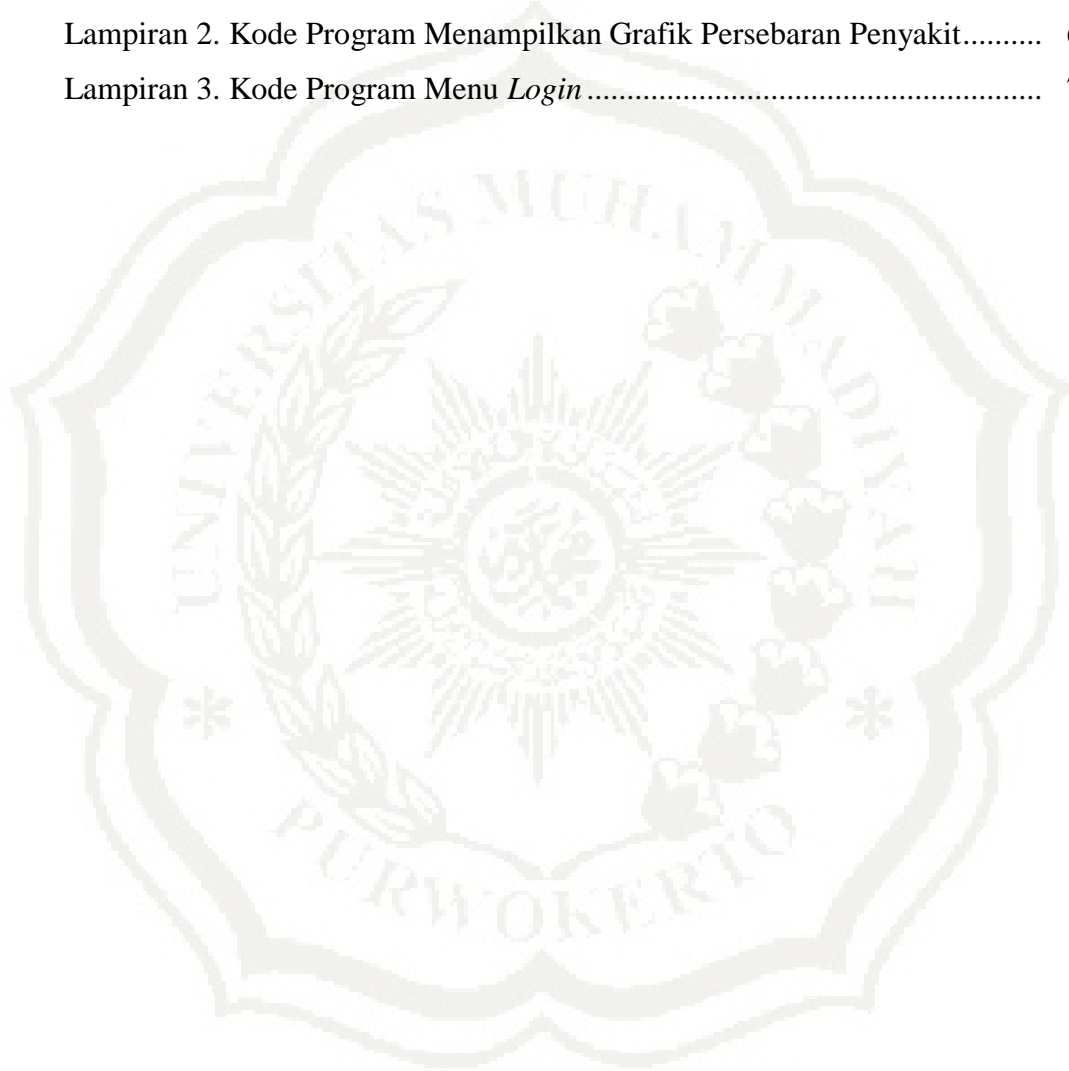 Lampiran 2. Kode Program Menampilkan Grafik Persebaran Penyakit..........
Lampiran 3. Kode Program Menu Login........................................................
UNIVERSITAS MUHAMMADIYAH
PURWOKERTO